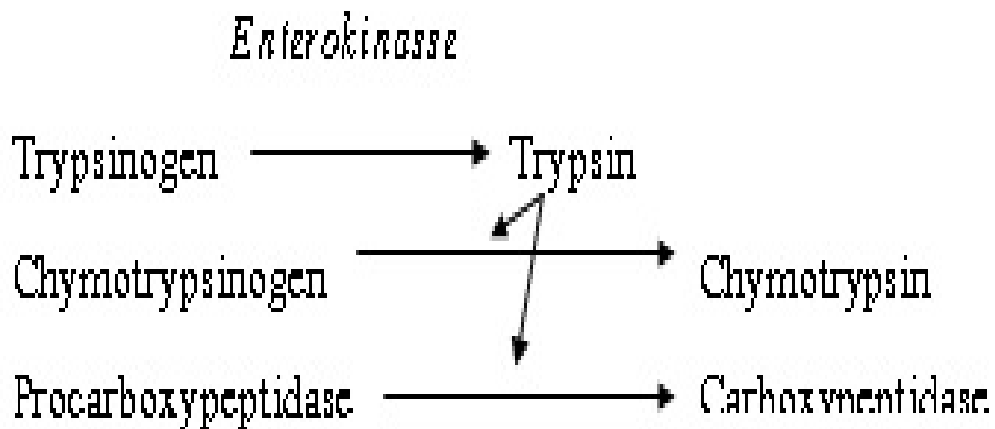 Enterokinasse
Trypsinogen Trypsin
Chymotrypsinogen Chymotrypsin
Procarboxypeptidase Carboxypeptidase